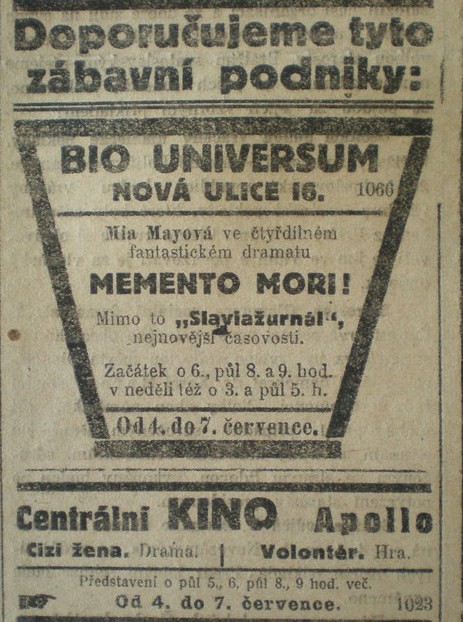 Doporučujeme tyto
zábavní podniky:
BIO UNIVERSUM
NOVÁ ULICE 16. 1066
Mia Mayová ve čtyřdílném
fantastickém dramatu
MEMENTO MORI!
Mimo to „Slaviažurnál“,
nejnovější časovosti.
Začátek o 6., půl 8. a 9. hod.
v neděli též o 3. a půl 5. h.
Od 4. do 7. července.
Centrální KINO Apollo
Cizí žena. Drama. Volontér. Hra.
Představení o půl 5., 6. půl 8., 9 hod. več.
Od 4. do 7. července. 1023